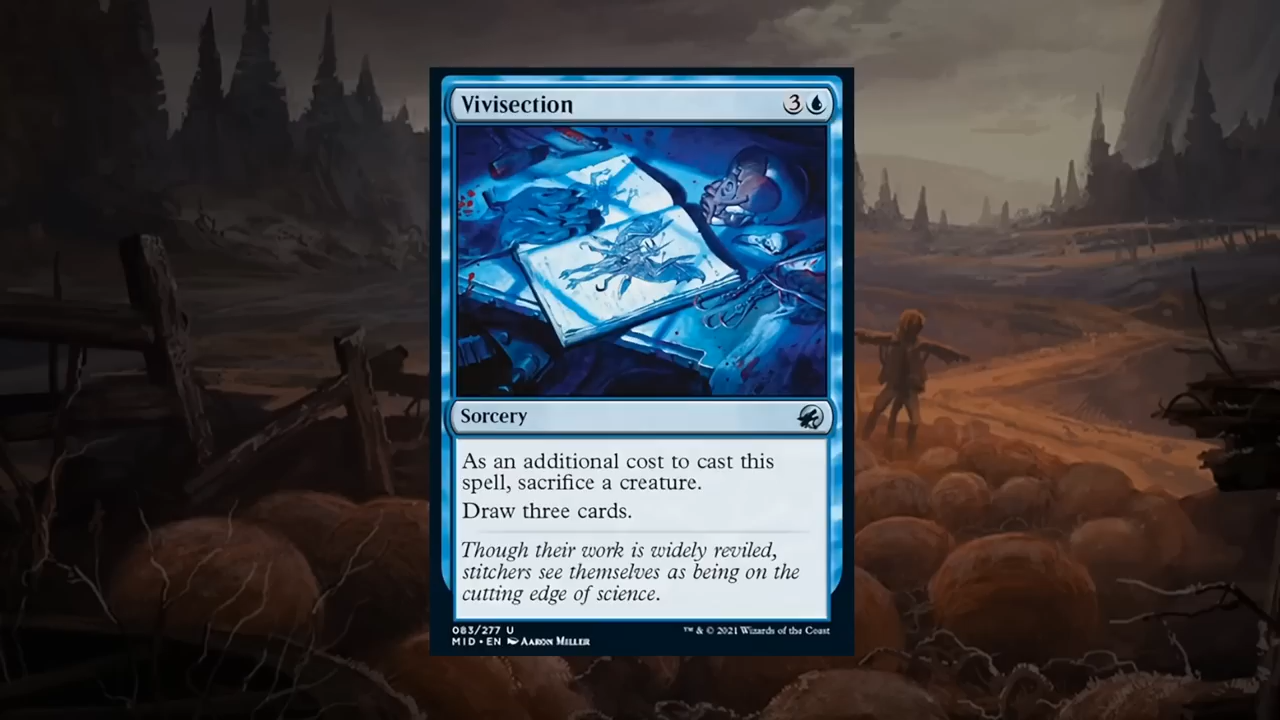 Vivisection 3
Sorcery
As an additional cost to cast this
spell, sacrifice a creature.
Draw three cards.
Though their work is widely reviled,
stitchers see themselves as being on the
cutting edge of science.
083/277 U
MID • EN AARON MILLER
™ & © 2021 Wizards of the Coast